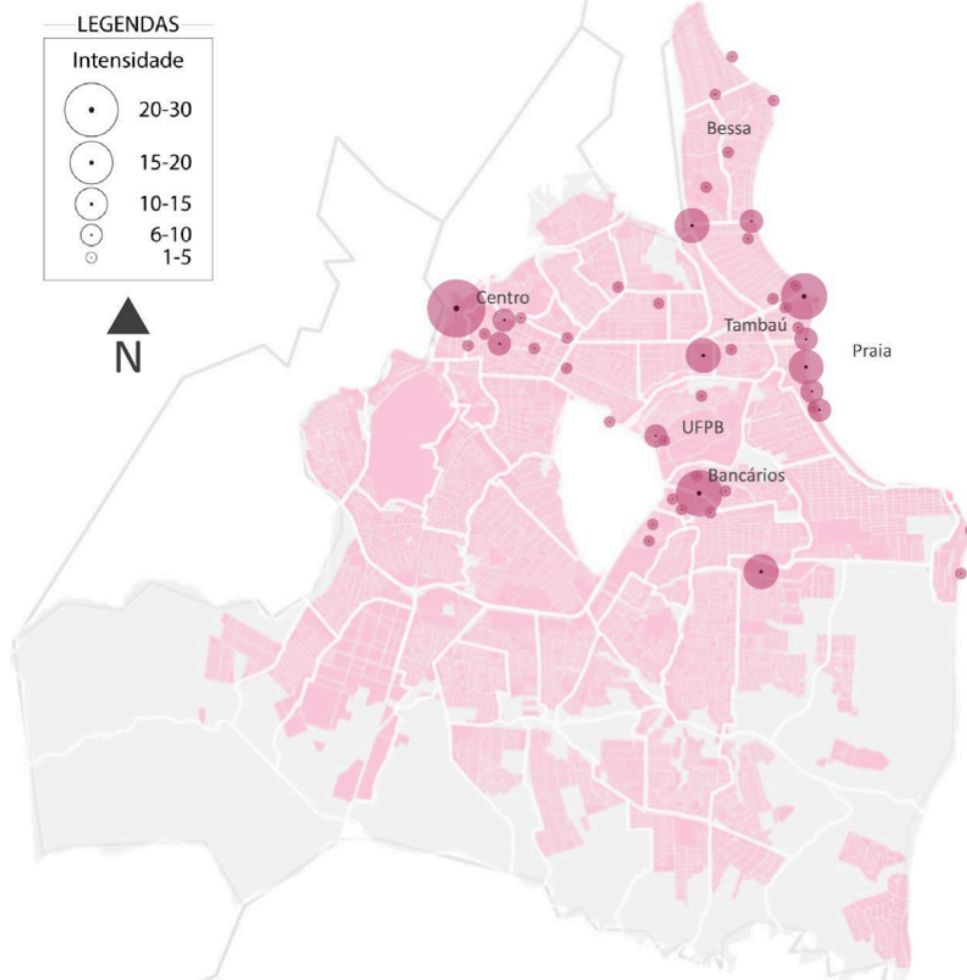 LEGENDAS
Intensidade
20-30
15-20
10-15
6-10
1-5
N
Bessa
Centro
Tambaú
Praia
UFPB
Bancários